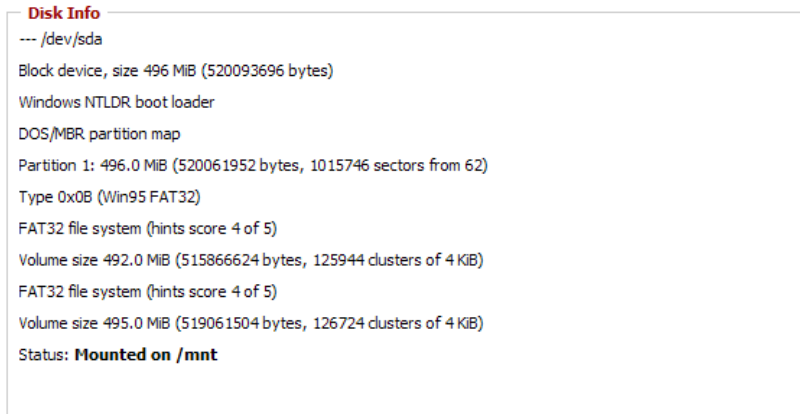 Disk Info
--- /dev/sda
Block device, size 496 MiB (520093696 bytes)
Windows NTLDR boot loader
DOS/MBR partition map
Partition 1: 496.0 MiB (520061952 bytes, 1015746 sectors from 62)
Type 0x0B (Win95 FAT32)
FAT32 file system (hints score 4 of 5)
Volume size 492.0 MiB (515866624 bytes, 125944 clusters of 4 KiB)
FAT32 file system (hints score 4 of 5)
Volume size 495.0 MiB (519061504 bytes, 126724 clusters of 4 KiB)
Status: Mounted on /mnt